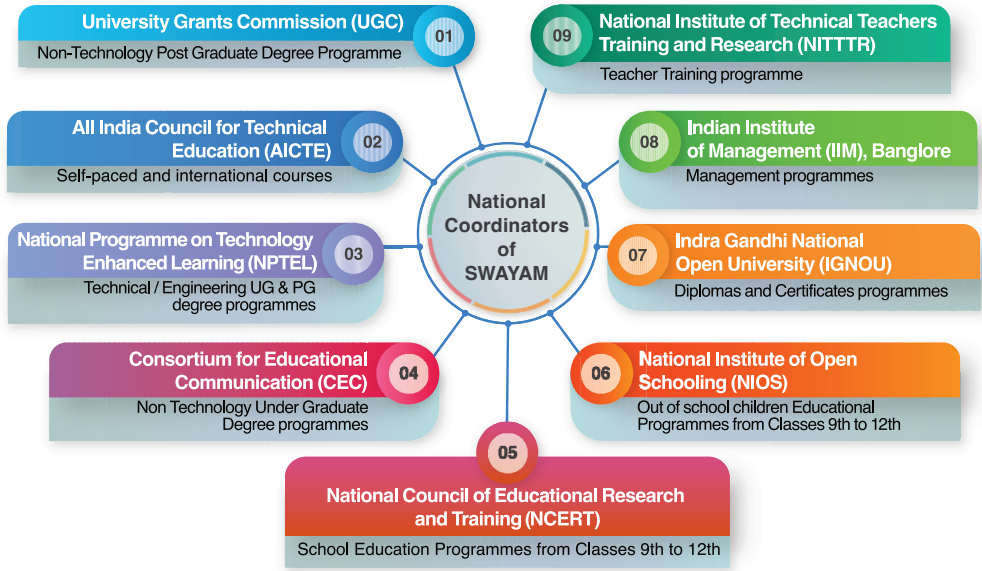 University Grants Commission (UGC)
01
Non-Technology Post Graduate Degree Programme
All India Council for Technical
Education (AICTE)
02
Self-paced and international courses
National Programme on Technology
Enhanced Learning (NPTEL)
03
Technical / Engineering UG & PG
degree programmes
Consortium for Educational
Communication (CEC)
04
Non Technology Under Graduate
Degree programmes
05
National Council of Educational Research
and Training (NCERT)
School Education Programmes from Classes 9th to 12th
06
National Institute of Open
Schooling (NIOS)
Out of school children Educational
Programmes from Classes 9th to 12th
07
Indra Gandhi National
Open University (IGNOU)
Diplomas and Certificates programmes
08
Indian Institute
of Management (IIM), Banglore
Management programmes
09
National Institute of Technical Teachers
Training and Research (NITTTR)
Teacher Training programme
National
Coordinators
of
SWAYAM